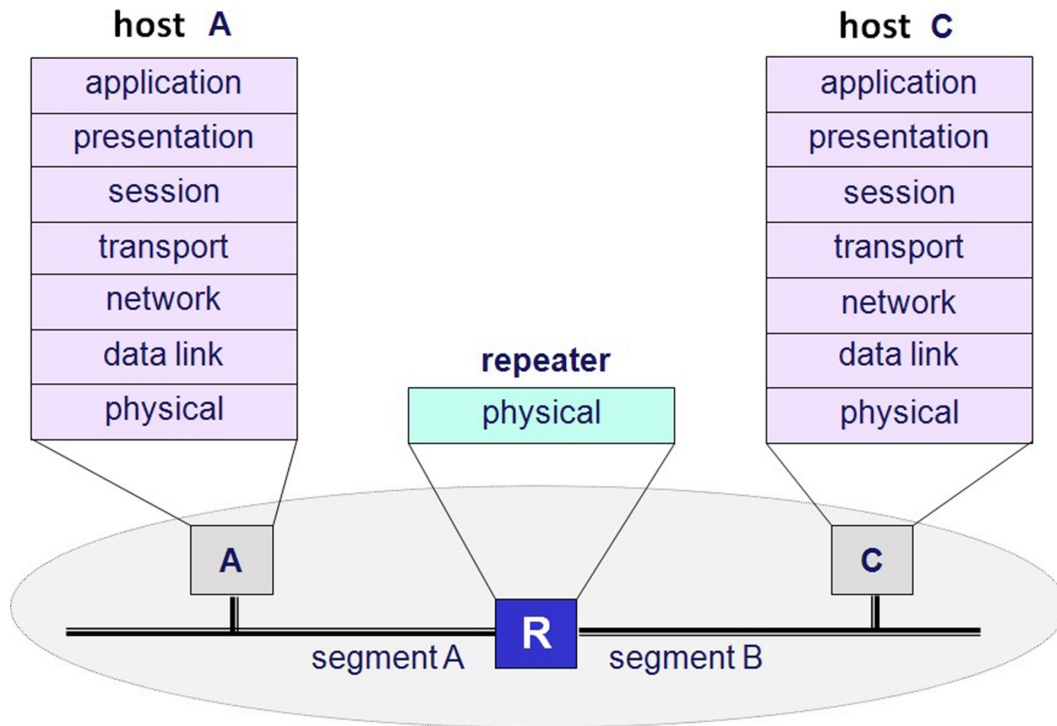 host A
application
presentation
session
transport
network
data link
physical
repeater
physical
host C
application
presentation
session
transport
network
data link
physical
A
R
C
segment A
segment B